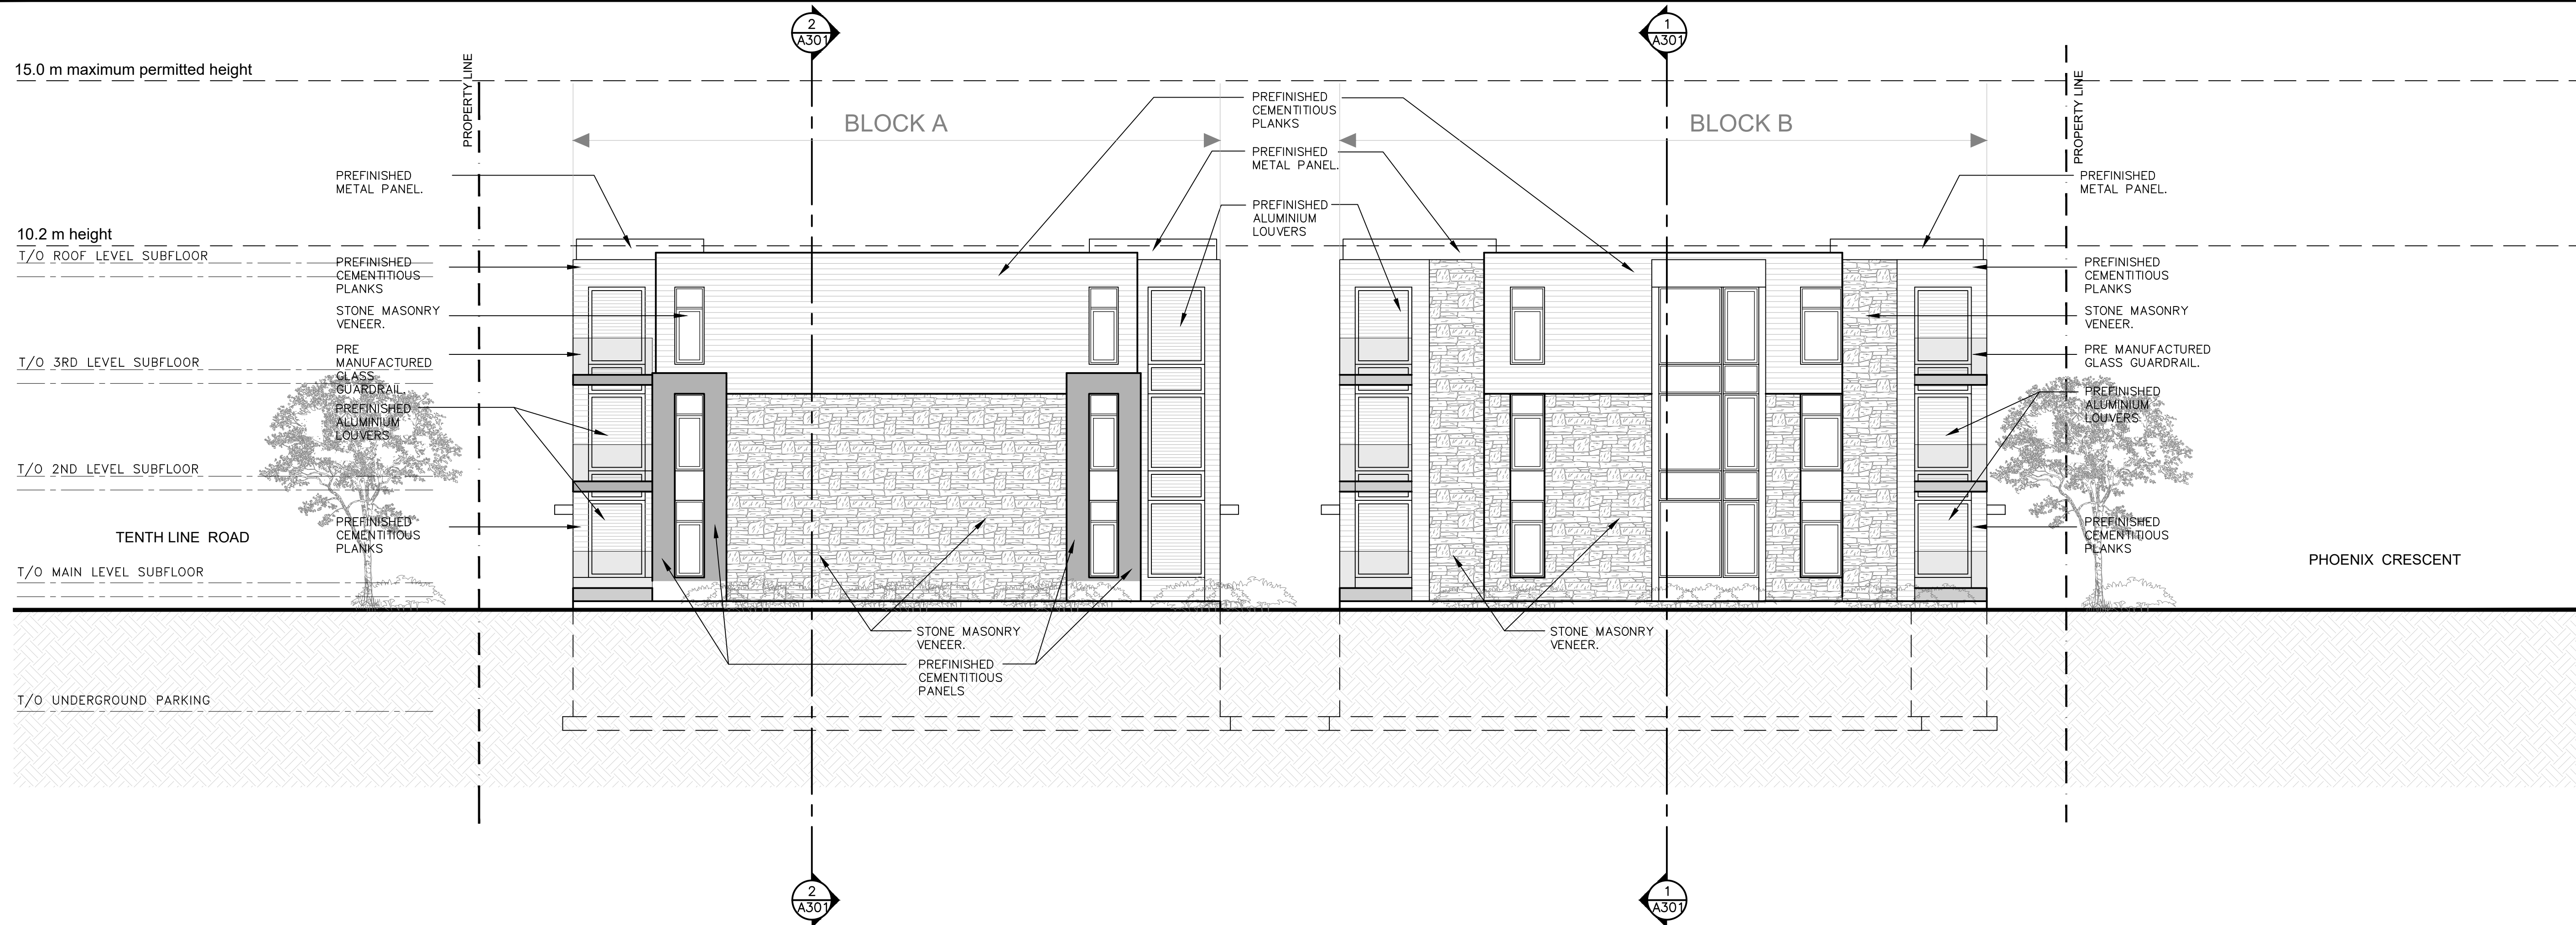 2
A301
1
A301
15.0 m maximum permitted height
PROPERTY LINE
BLOCK A
PREFINISHED
CEMENTITIOUS
PLANKS
BLOCK B
PROPERTY LINE
PREFINISHED
METAL PANEL.
PREFINISHED
METAL PANEL.
PREFINISHED
METAL PANEL.
PREFINISHED
ALUMINIUM
LOUVERS
10.2 m height
T/O ROOF LEVEL SUBFLOOR
PREFINISHED
CEMENTITIOUS
PLANKS
STONE MASONRY
VENEER.
PRE
MANUFACTURED
GLASS
GUARDRAIL.
PREFINISHED
ALUMINIUM
LOUVERS
PREFINISHED
CEMENTITIOUS
PLANKS
T/O 3RD LEVEL SUBFLOOR
T/O 2ND LEVEL SUBFLOOR
TENTH LINE ROAD
T/O MAIN LEVEL SUBFLOOR
PREFINISHED
CEMENTITIOUS
PLANKS
STONE MASONRY
VENEER.
PRE MANUFACTURED
GLASS GUARDRAIL.
PREFINISHED
ALUMINIUM
LOUVERS
PREFINISHED
CEMENTITIOUS
PLANKS
PHOENIX CRESCENT
STONE MASONRY
VENEER.
PREFINISHED
CEMENTITIOUS
PANELS
STONE MASONRY
VENEER.
T/O UNDERGROUND PARKING
2
A301
1
A301